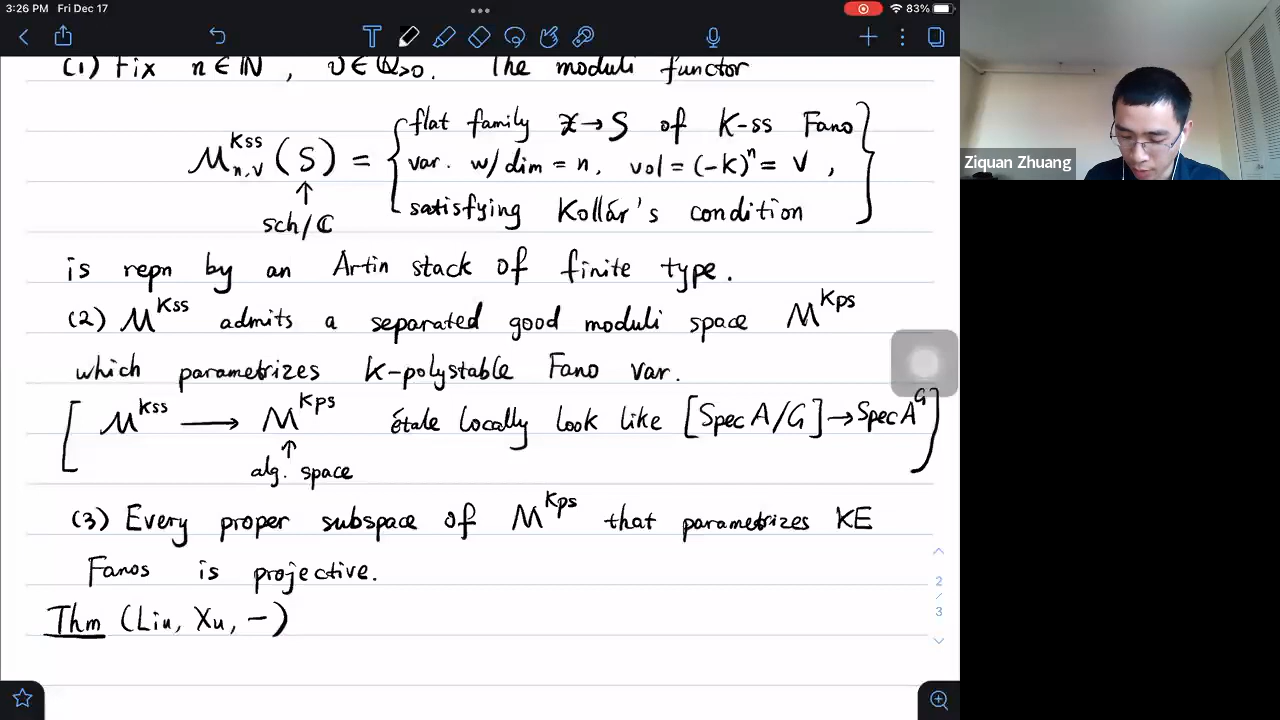 3:26 PM Fri Dec 17
83%
(1) Fix n ∈ ℕ, v ∈ ℚ>0. The moduli functor
M^Kss_n,v (S) = { flat family X → S of K-ss Fano
var. w/ dim = n, vol = (-K)^n = V,
satisfying Kollár's condition }
↑
sch/ℂ
is repn by an Artin stack of finite type.
(2) M^Kss admits a separated good moduli space M^Kps
which parametrizes K-polystable Fano var.
[ M^Kss → M^Kps étale locally look like [Spec A/G] → Spec A^G ]
↑
alg. space
(3) Every proper subspace of M^Kps that parametrizes KE
Fanos is projective.
Thm (Liu, Xu, -)
2
/
3
Ziquan Zhuang